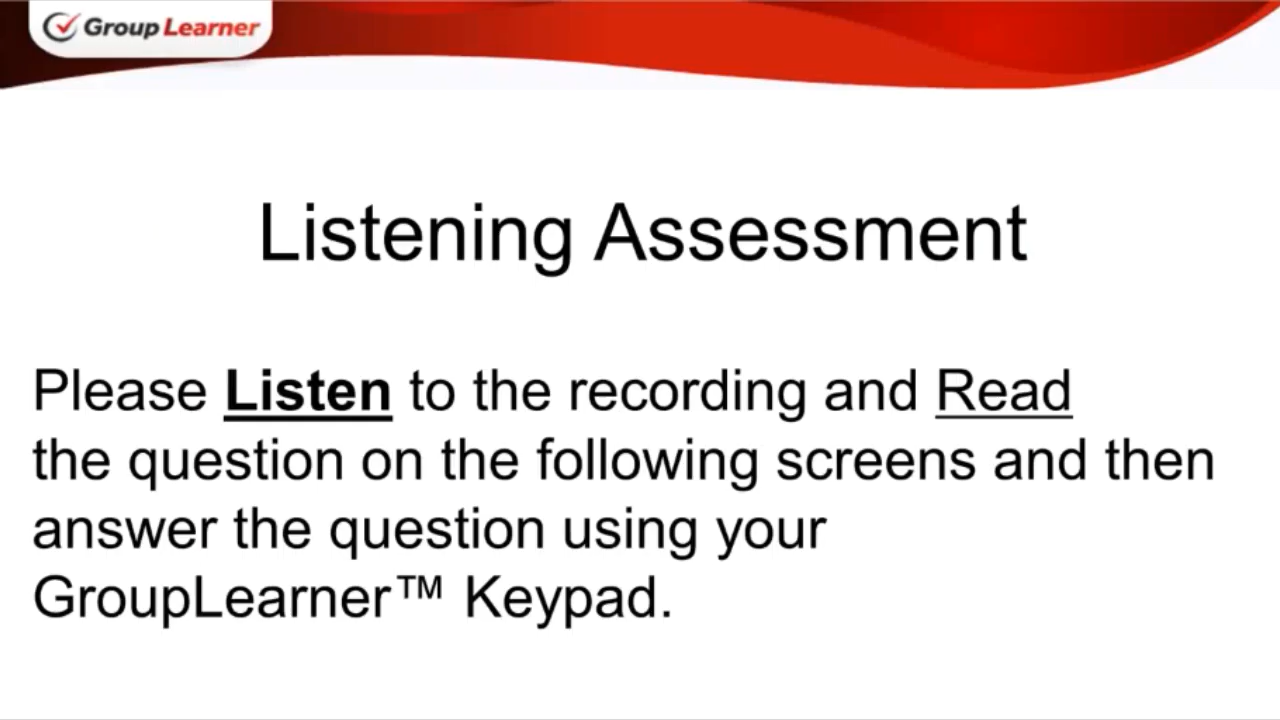 Group Learner
Listening Assessment
Please Listen to the recording and Read
the question on the following screens and then
answer the question using your
GroupLearner™ Keypad.